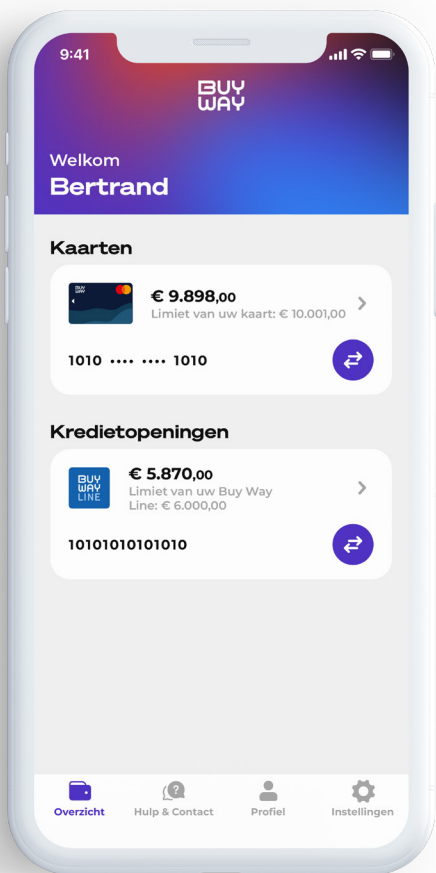 9:41
BUY
WAY
Welkom
Bertrand
Kaarten
BUY
WAY
€ 9.898,00
Limiet van uw kaart: € 10.001,00
1010 •••• •••• 1010
Kredietopeningen
BUY
WAY
LINE
€ 5.870,00
Limiet van uw Buy Way
Line: € 6.000,00
10101010101010
Overzicht
Hulp & Contact
Profiel
Instellingen